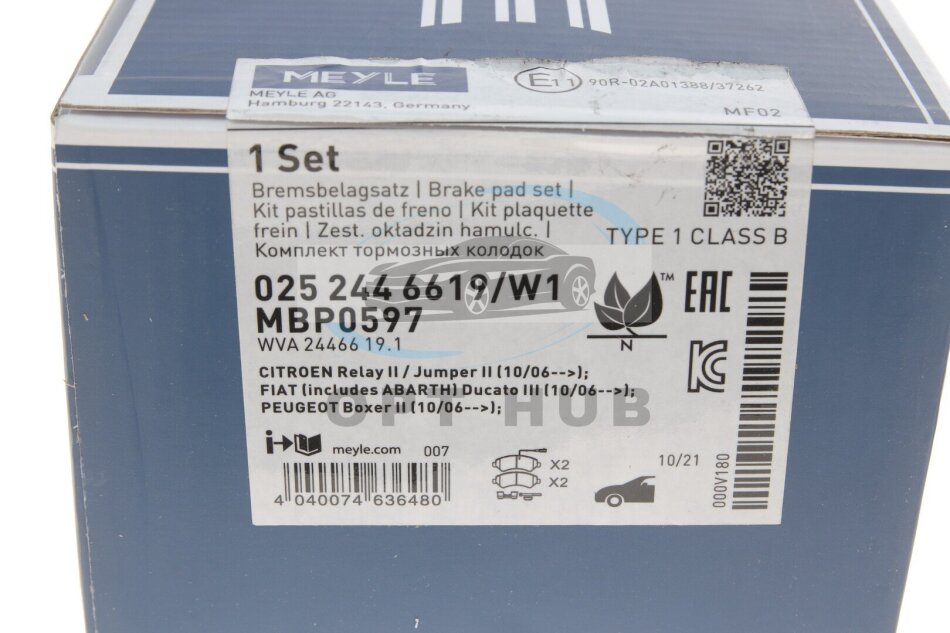 MEYLE
MEYLE AG
Hamburg 22143, Germany
E11 90R-02A01388/37262
MF02
1 Set
Bremsbelagsatz | Brake pad set |
Kit pastillas de freno | Kit plaquette
frein | Zest. okładzin hamulc. |
Комплект тормозных колодок
TYPE 1 CLASS B
025 244 6619/W1
MBP0597
WVA 24466 19.1
TM
N
EAC
CITROEN Relay II / Jumper II (10/06-->);
FIAT (includes ABARTH) Ducato III (10/06-->);
PEUGEOT Boxer II (10/06-->);
OPT HUB
meyle.com 007
X2
X2
10/21
000V180
4 040074 636480